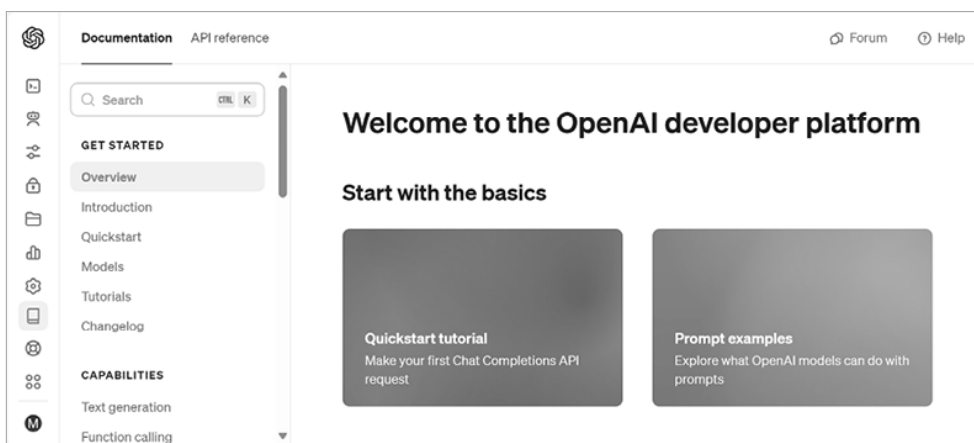 Documentation API reference
Forum Help
Search CTRL K
GET STARTED
Overview
Introduction
Quickstart
Models
Tutorials
Changelog
CAPABILITIES
Text generation
Function calling
M
Welcome to the OpenAI developer platform
Start with the basics
Quickstart tutorial
Make your first Chat Completions API
request
Prompt examples
Explore what OpenAI models can do with
prompts